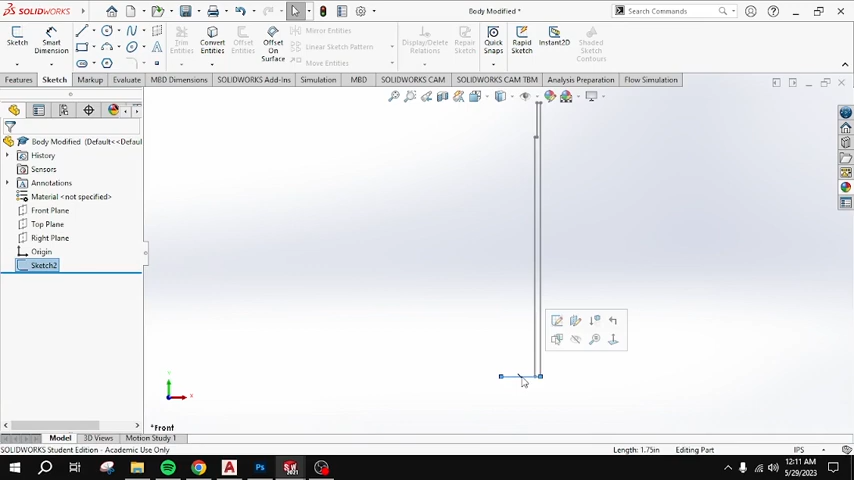 SOLIDWORKS
Body Modified *
Search Commands
Sketch
Smart Dimension
Trim Entities
Convert Entities
Offset Entities
Offset On Surface
Mirror Entities
Linear Sketch Pattern
Move Entities
Display/Delete Relations
Repair Sketch
Quick Snaps
Rapid Sketch
Instant2D
Shaded Sketch Contours
Features
Sketch
Markup
Evaluate
MBD Dimensions
SOLIDWORKS Add-Ins
Simulation
MBD
SOLIDWORKS CAM
SOLIDWORKS CAM TBM
Analysis Preparation
Flow Simulation
Body Modified (Default<<Defaul
History
Sensors
Annotations
Material <not specified>
Front Plane
Top Plane
Right Plane
Origin
Sketch2
*Front
Model
3D Views
Motion Study 1
SOLIDWORKS Student Edition - Academic Use Only
Length: 1.75in
Editing Part
IPS
12:11 AM
5/29/2023